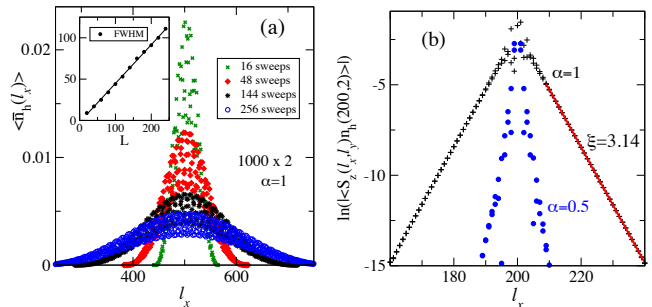 (a)
FWHM
100
50
0
0
100
200
L
16 sweeps
48 sweeps
144 sweeps
256 sweeps
1000 x 2
α=1
0.02
0.01
0
400
600
l_x
<n̄_h(l_x)>
(b)
α=1
ξ=3.14
α=0.5
0
-5
-10
-15
180
200
220
l_x
ln(|<S_z(l_x,l_y)n_h(200,2)>|)